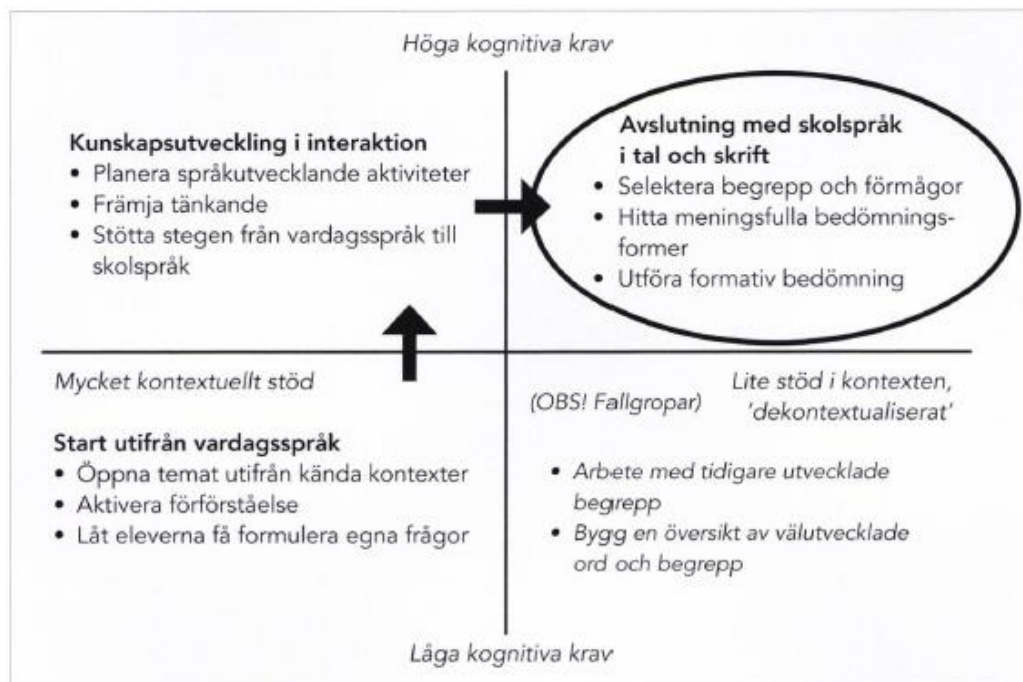 Höga kognitiva krav
Kunskapsutveckling i interaktion
• Planera språkutvecklande aktiviteter
• Främja tänkande
• Stötta stegen från vardagsspråk till
skolspråk
Avslutning med skolspråk
i tal och skrift
• Selektera begrepp och förmågor
• Hitta meningsfulla bedömnings-
former
• Utföra formativ bedömning
Mycket kontextuellt stöd
(OBS! Fallgropar)
Lite stöd i kontexten,
'dekontextualiserat'
Start utifrån vardagsspråk
• Öppna temat utifrån kända kontexter
• Aktivera förförståelse
• Låt eleverna få formulera egna frågor
• Arbete med tidigare utvecklade
begrepp
• Bygg en översikt av välutvecklade
ord och begrepp
Låga kognitiva krav